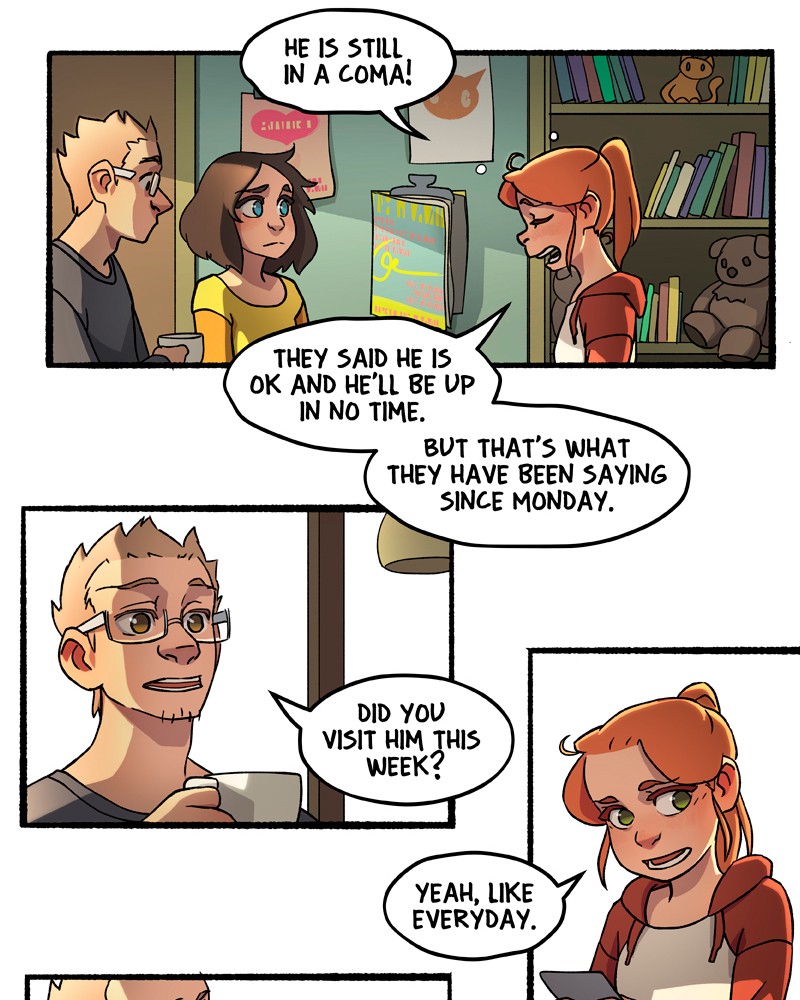 HE IS STILL
IN A COMA!
THEY SAID HE IS
OK AND HE'LL BE UP
IN NO TIME.
BUT THAT'S WHAT
THEY HAVE BEEN SAYING
SINCE MONDAY.
DID YOU
VISIT HIM THIS
WEEK?
YEAH, LIKE
EVERYDAY.